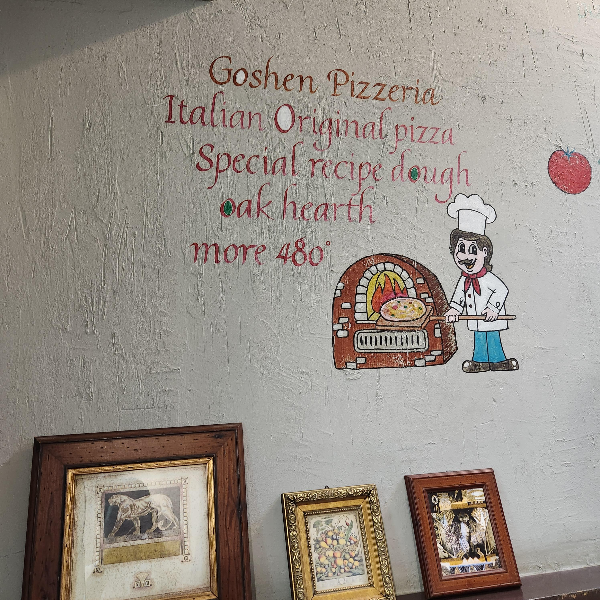 Goshen Pizzeria
Italian Original pizza
Special recipe dough
oak hearth
more 480°